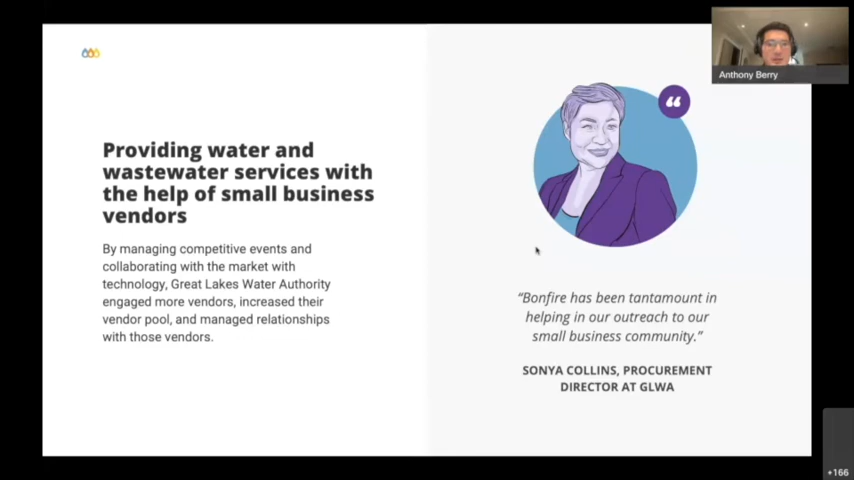 Providing water and
wastewater services with
the help of small business
vendors
By managing competitive events and
collaborating with the market with
technology, Great Lakes Water Authority
engaged more vendors, increased their
vendor pool, and managed relationships
with those vendors.
“
“Bonfire has been tantamount in
helping in our outreach to our
small business community.”
SONYA COLLINS, PROCUREMENT
DIRECTOR AT GLWA
Anthony Berry
+166